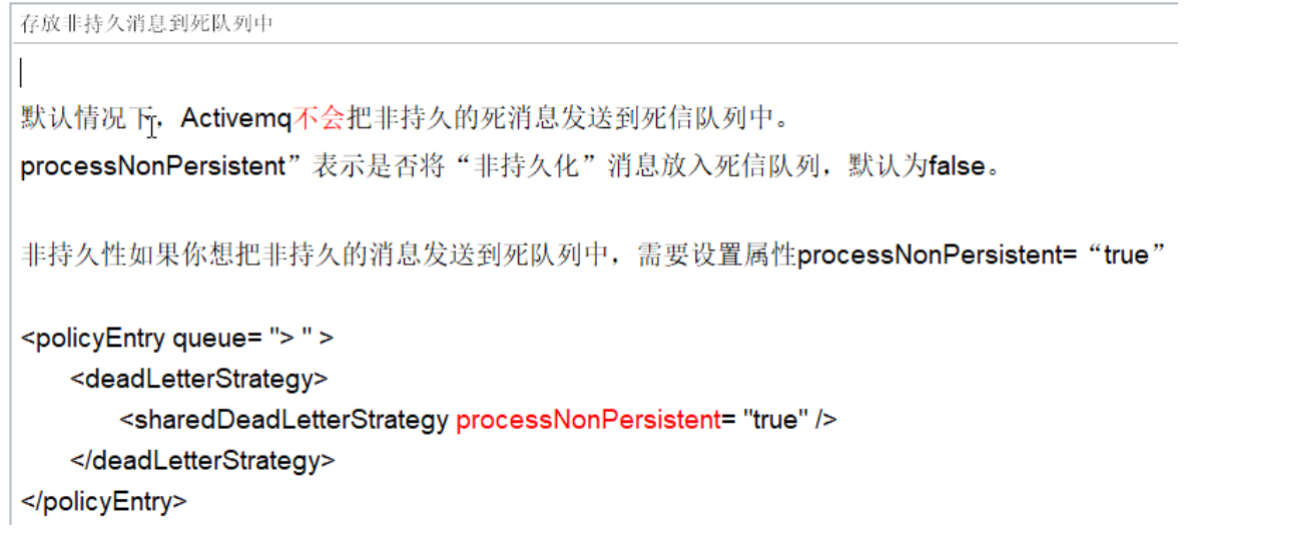 存放非持久消息到死队列中
默认情况下，Activemq不会把非持久的死消息发送到死信队列中。
processNonPersistent”表示是否将“非持久化”消息放入死信队列，默认为false。
非持久性如果你想把非持久的消息发送到死队列中，需要设置属性processNonPersistent=“true”
<policyEntry queue= "> " >
<deadLetterStrategy>
<sharedDeadLetterStrategy processNonPersistent= "true" />
</deadLetterStrategy>
</policyEntry>